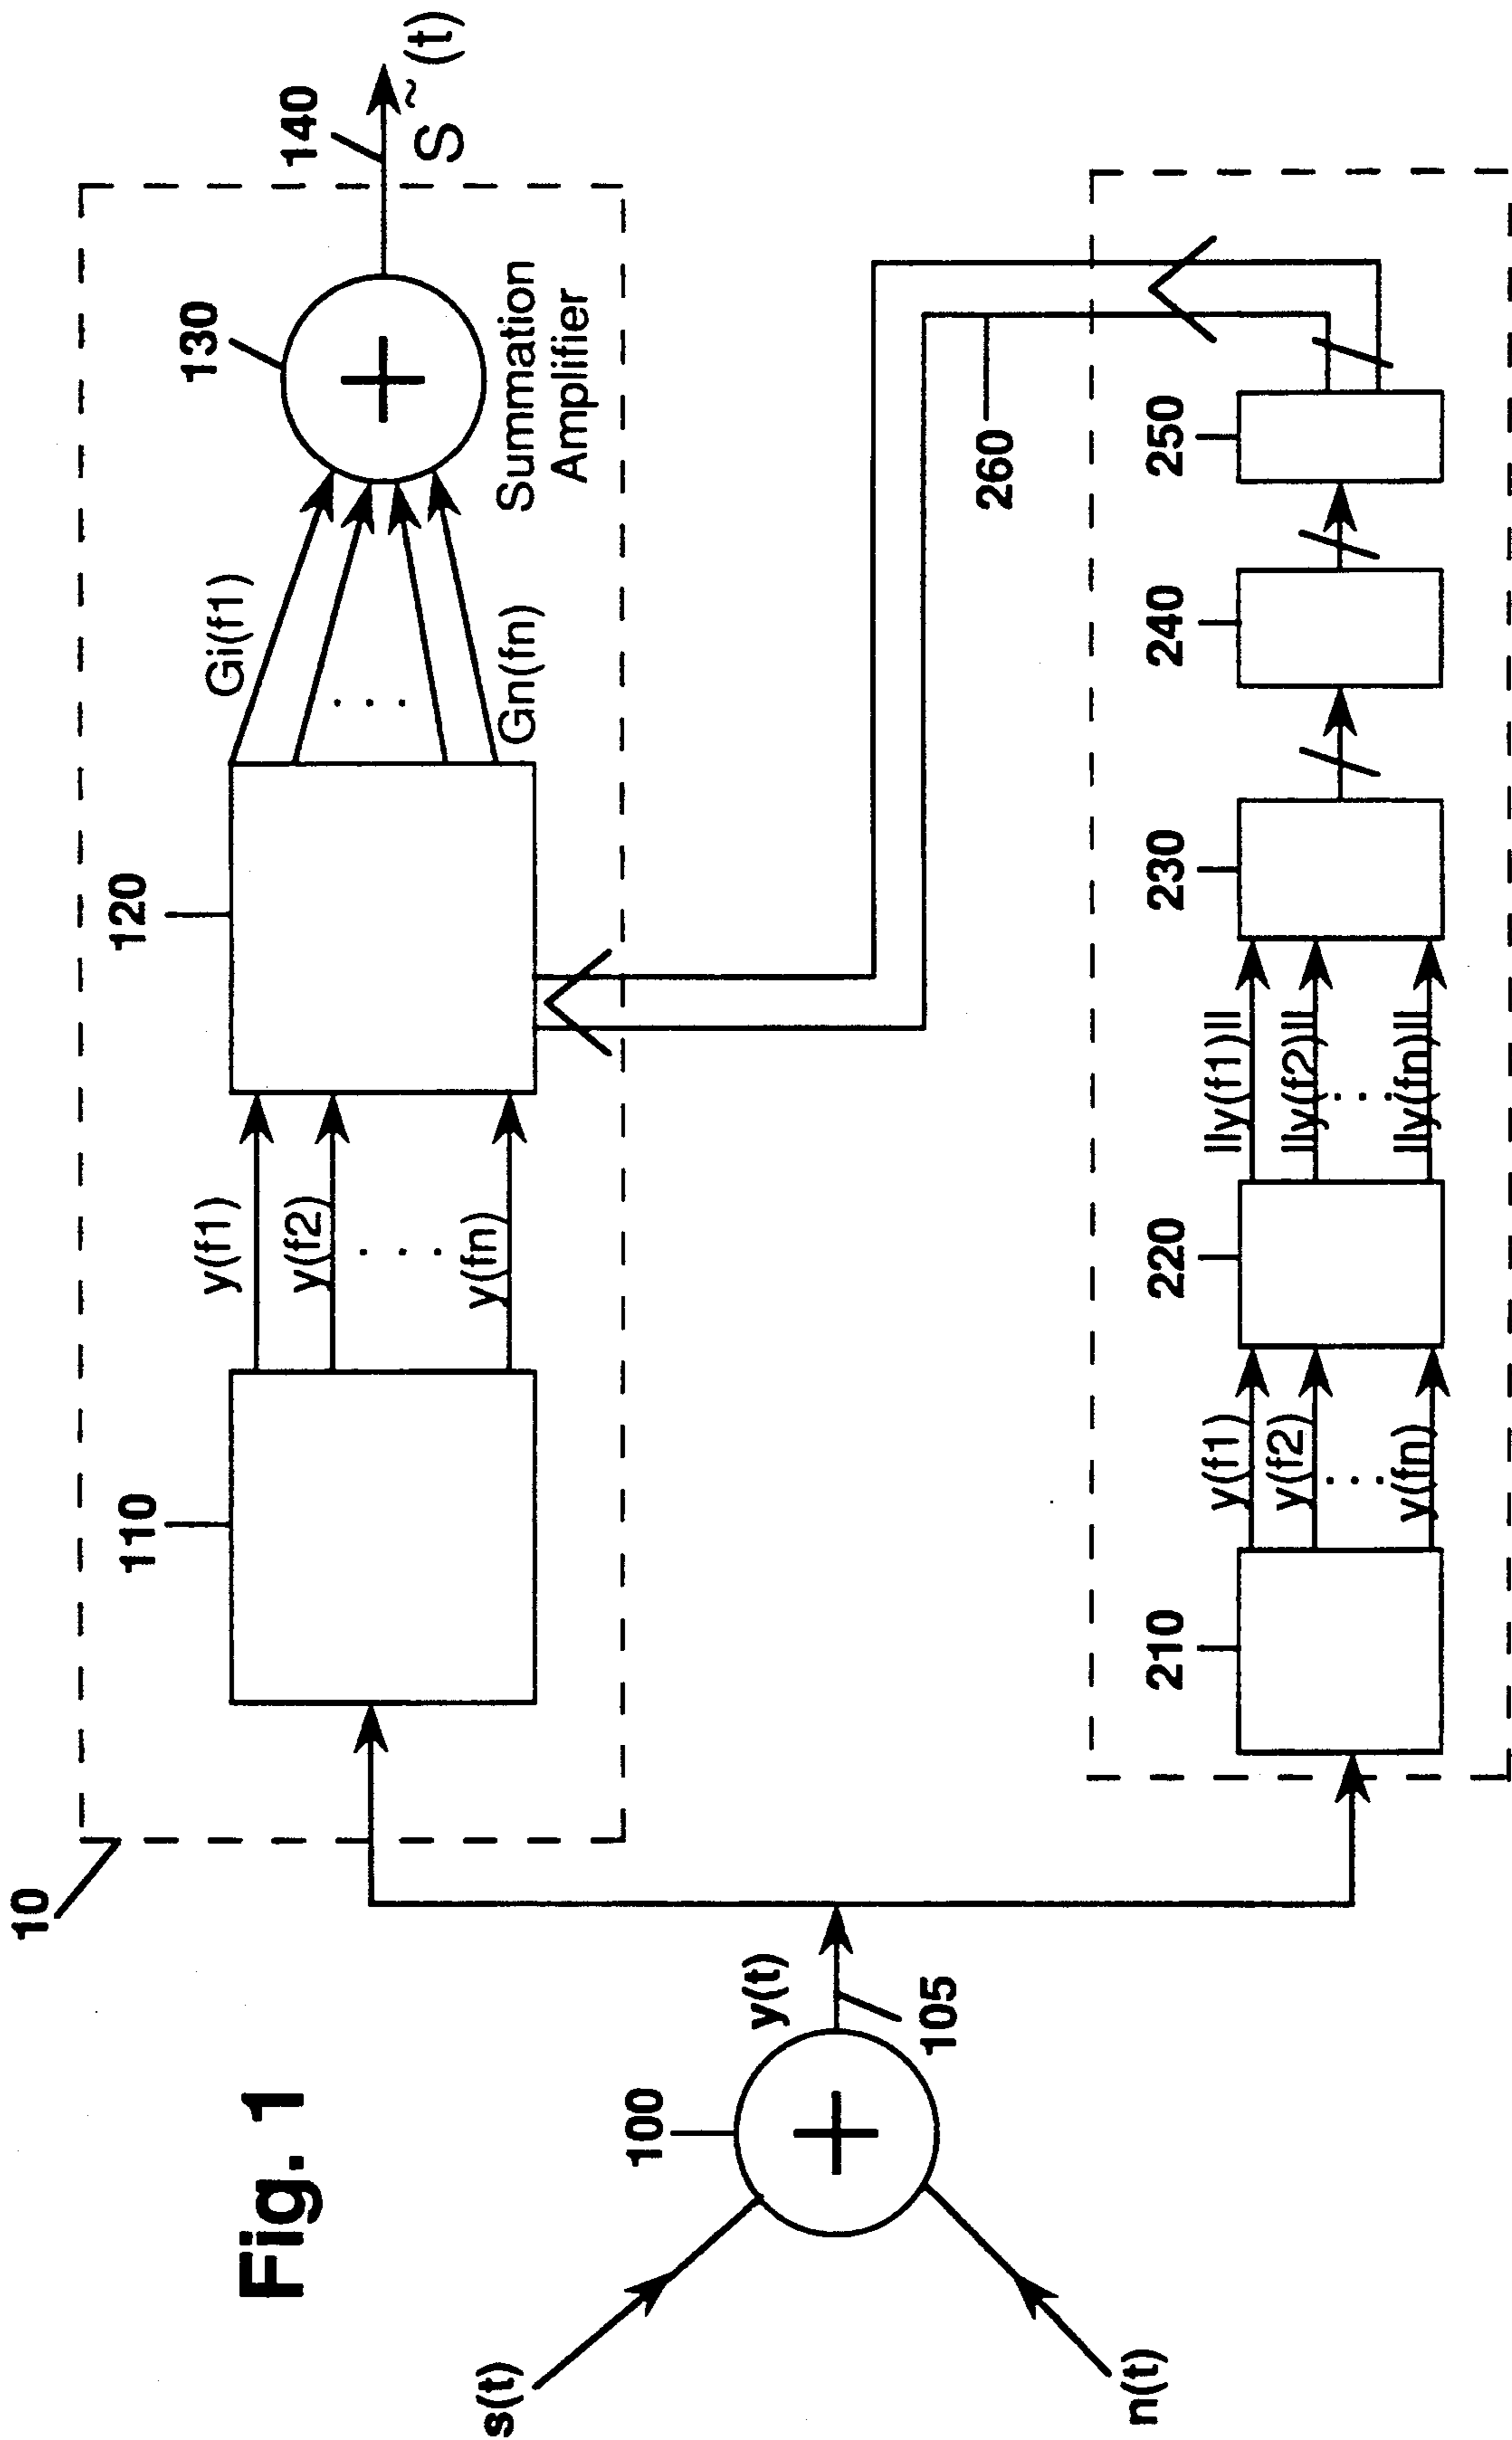 Fig. 1
10
s(t)
n(t)
100
y(t)
105
110
y(f1)
y(f2)
. . .
y(fn)
120
Gi(f1)
. . .
Gn(fn)
130
Summation
Amplifier
140
S~(t)
210
y(f1)
y(f2)
. . .
y(fn)
220
||y(f1)||
||y(f2)||
. . .
||y(fn)||
230
240
250
260